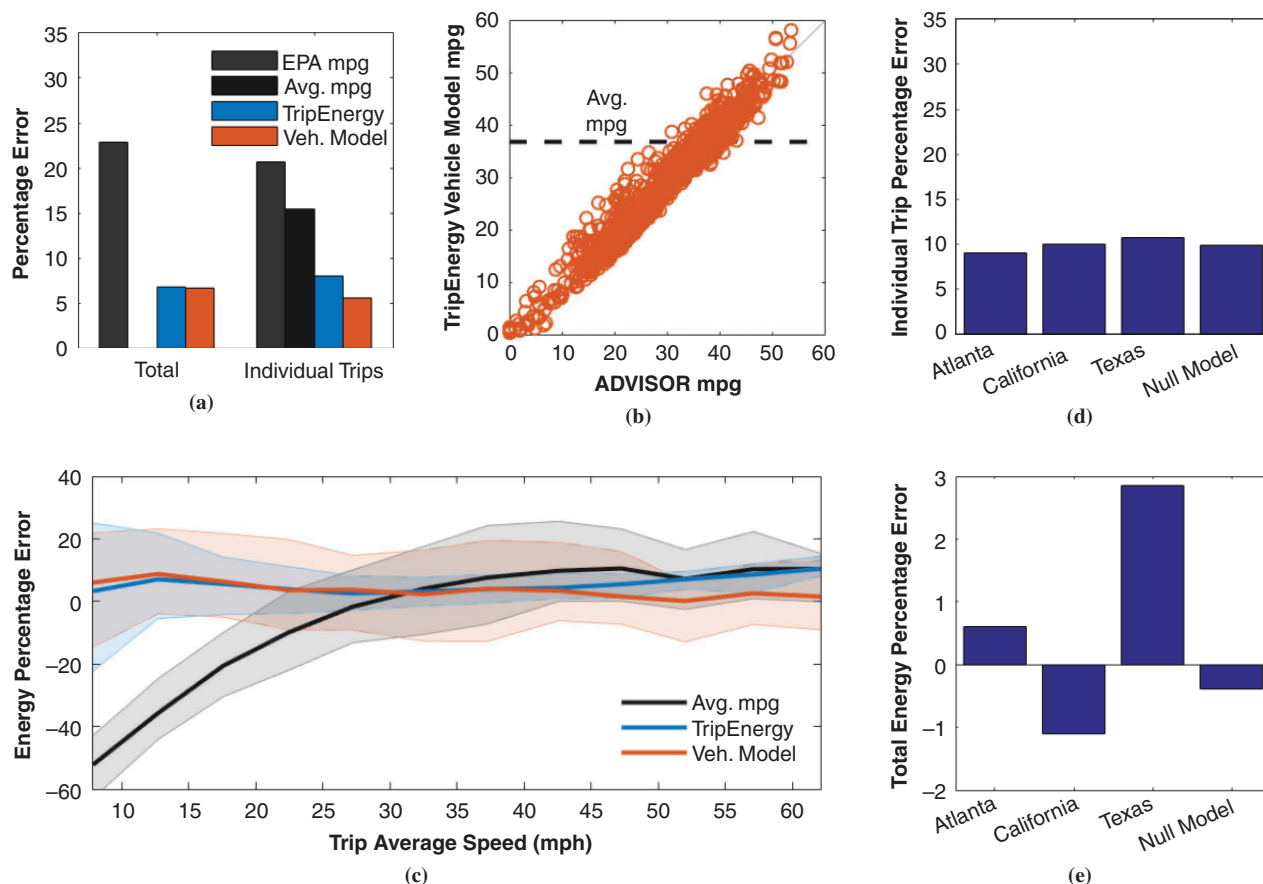 35
30
25
20
15
10
5
0
Percentage Error
EPA mpg
Avg. mpg
TripEnergy
Veh. Model
Total
Individual Trips
(a)
60
50
40
30
20
10
0
TripEnergy Vehicle Model mpg
Avg.
mpg
0 10 20 30 40 50 60
ADVISOR mpg
(b)
35
30
25
20
15
10
5
0
Individual Trip Percentage Error
Atlanta
California
Texas
Null Model
(d)
40
20
0
–20
–40
–60
Energy Percentage Error
Avg. mpg
TripEnergy
Veh. Model
10 15 20 25 30 35 40 45 50 55 60
Trip Average Speed (mph)
(c)
3
2
1
0
–1
–2
Total Energy Percentage Error
Atlanta
California
Texas
Null Model
(e)